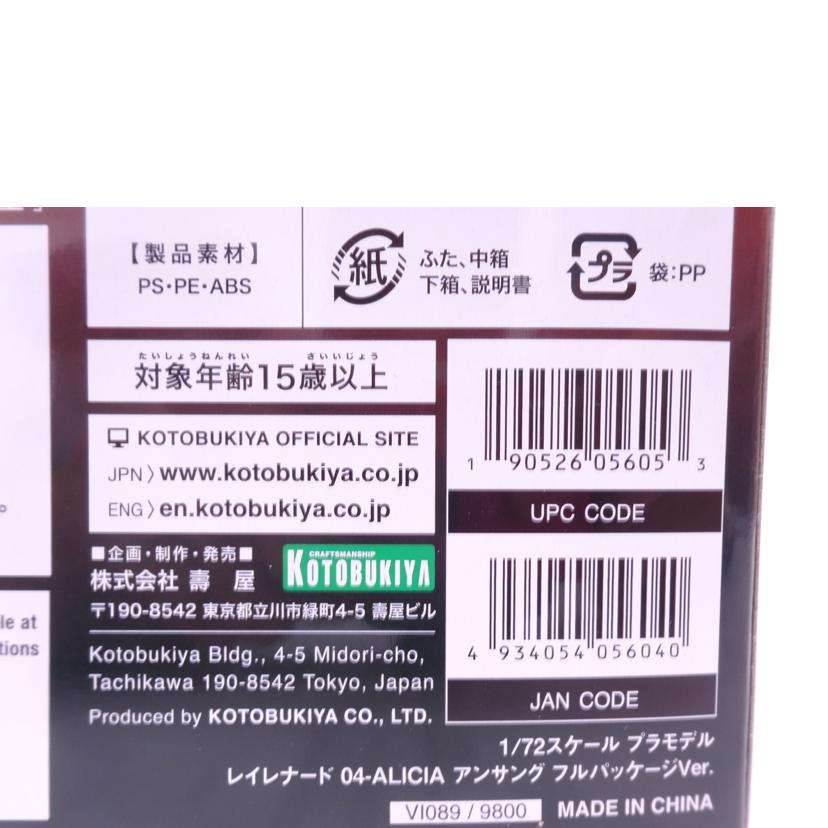 【製品素材】
PS・PE・ABS
紙
ふた、中箱
下箱、説明書
プラ
袋:PP
たいしょうねんれい さいいじょう
対象年齢15歳以上
KOTOBUKIYA OFFICIAL SITE
JPN〉www.kotobukiya.co.jp
ENG〉en.kotobukiya.co.jp
■企画・制作・発売■
株式会社 壽 屋
CRAFTSMANSHIP
KOTOBUKIYA
〒190-8542 東京都立川市緑町4-5 壽屋ビル
Kotobukiya Bldg., 4-5 Midori-cho,
Tachikawa 190-8542 Tokyo, Japan
Produced by KOTOBUKIYA CO., LTD.
1 90526 05605 3
UPC CODE
4 934054 056040
JAN CODE
le at
tions
1/72スケール プラモデル
レイレナード 04-ALICIA アンサング フルパッケージVer.
VI089 / 9800
MADE IN CHINA